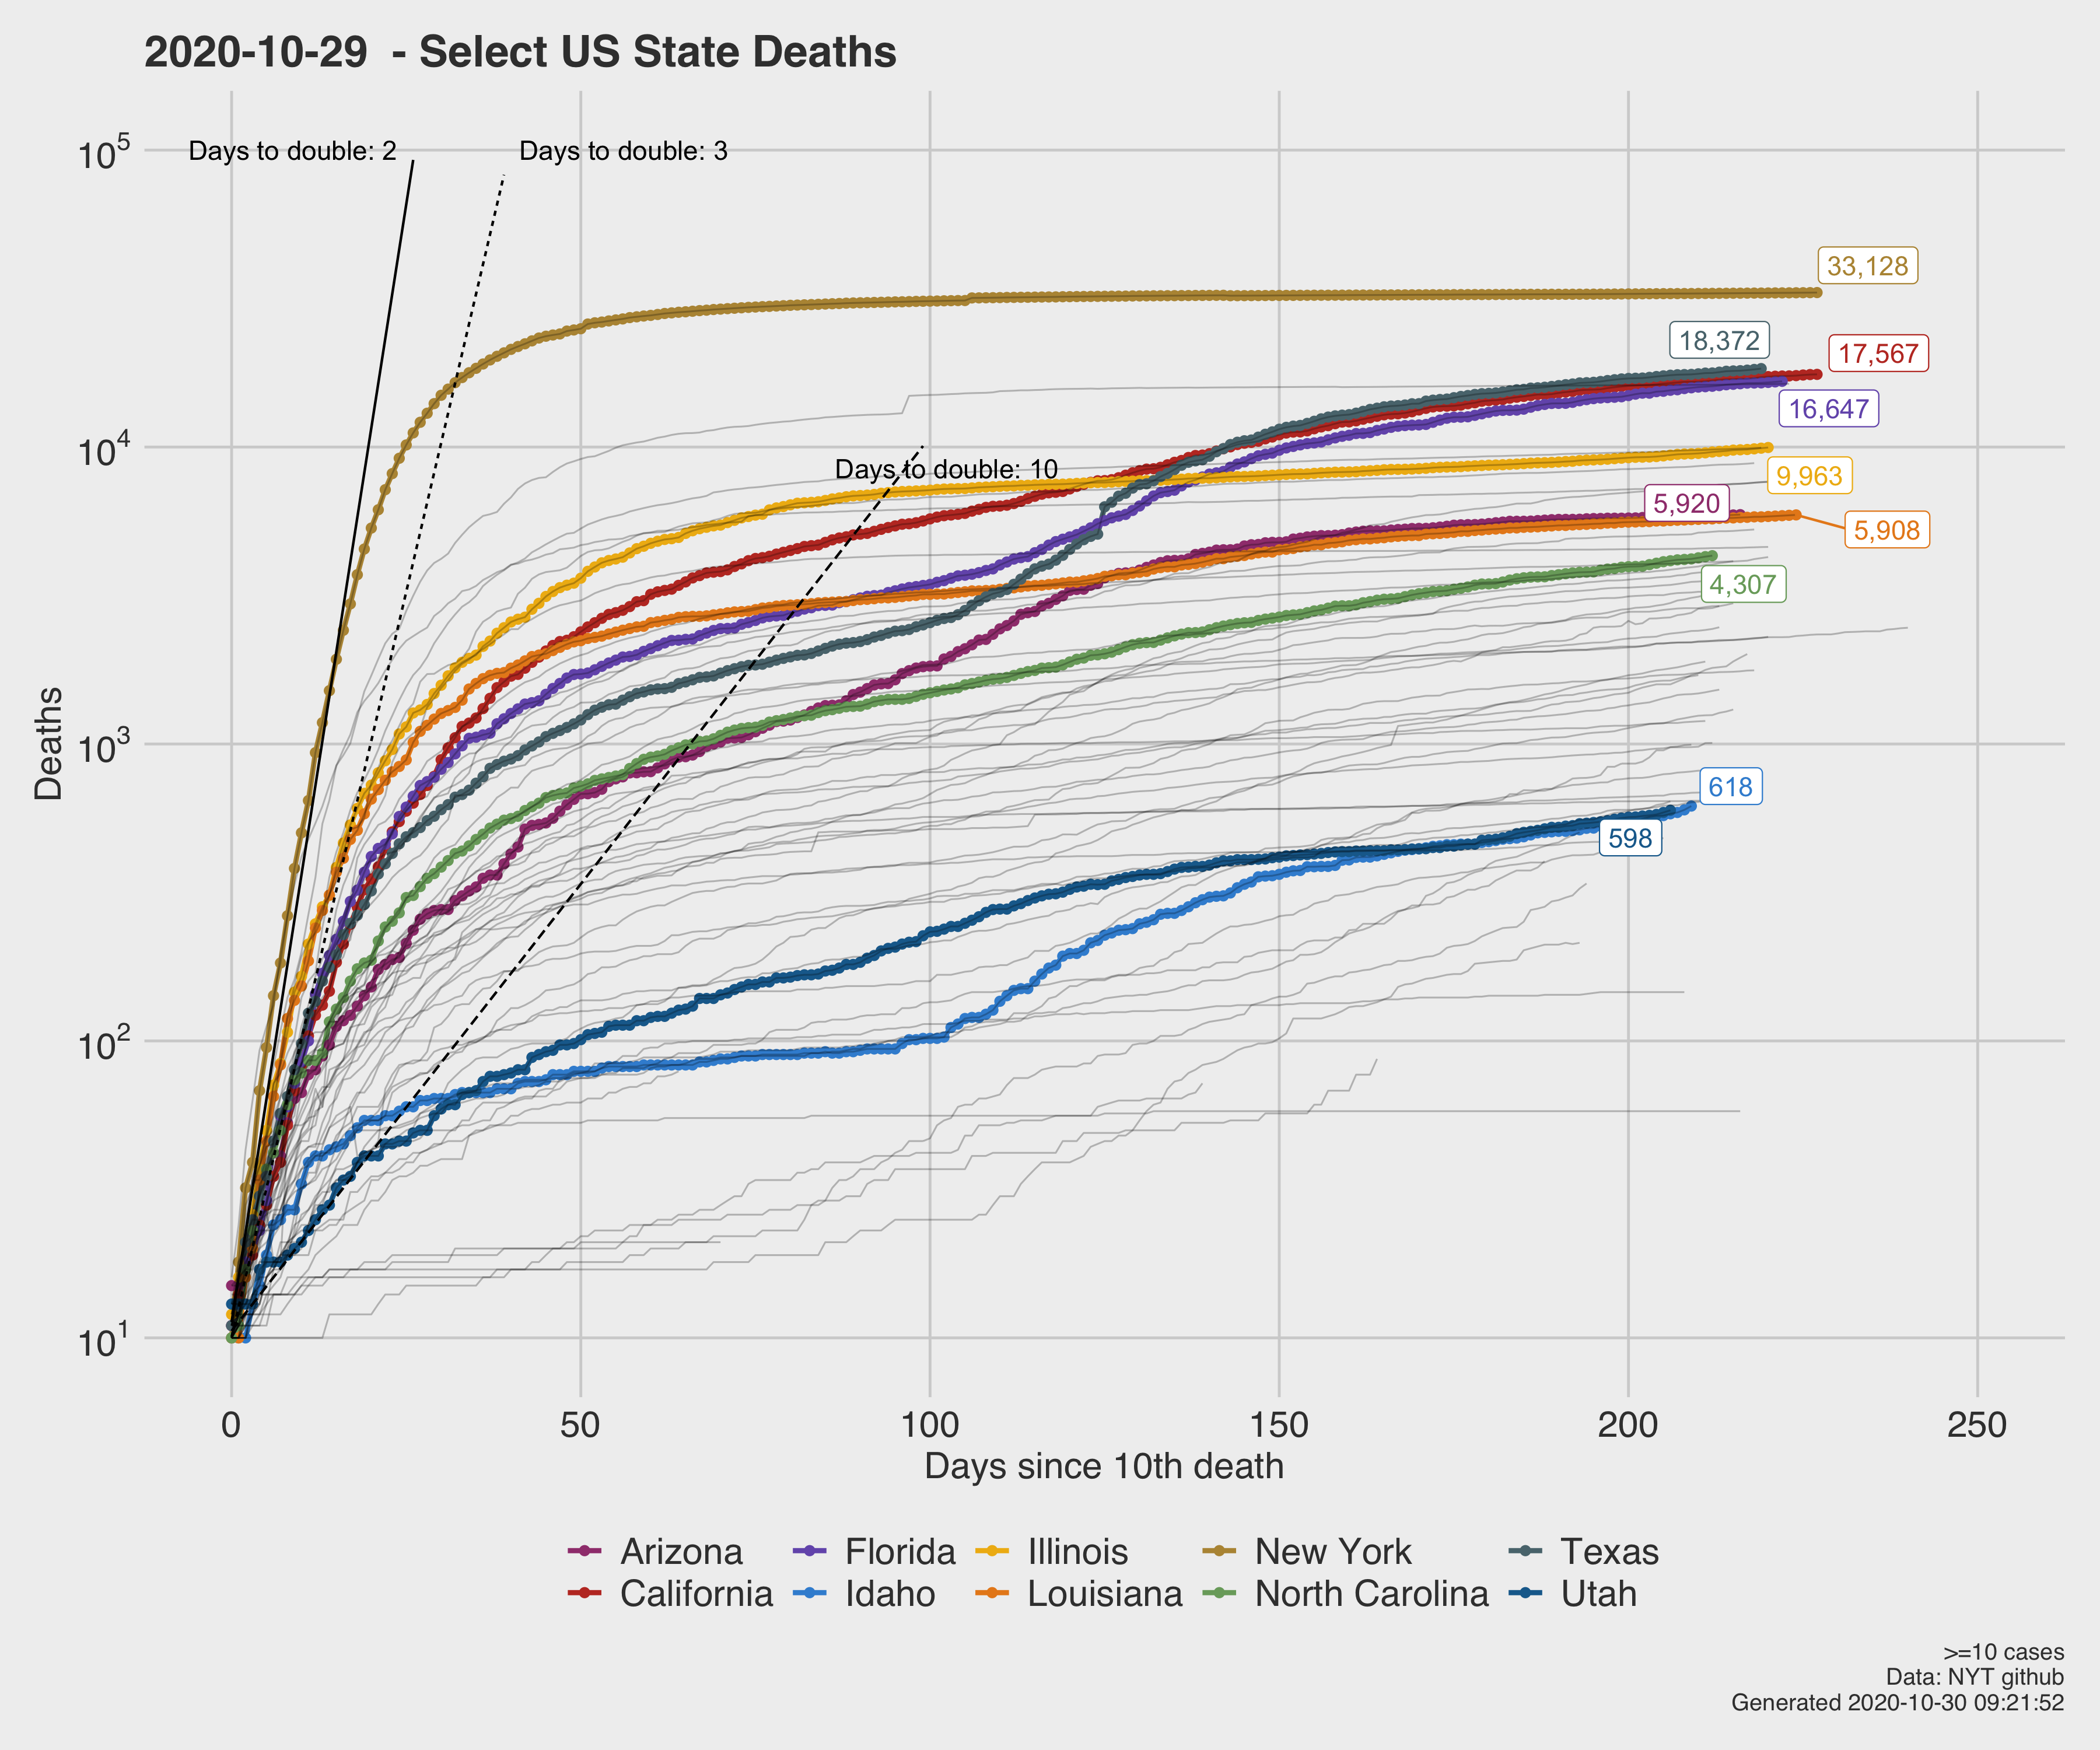 2020-10-29  - Select US State Deaths
10^5
Days to double: 2
Days to double: 3
33,128
18,372
17,567
16,647
10^4
Days to double: 10
9,963
5,920
5,908
4,307
Deaths
10^3
618
598
10^2
10^1
0 50 100 150 200 250
Days since 10th death
Arizona Florida Illinois New York Texas
California Idaho Louisiana North Carolina Utah
>=10 cases
Data: NYT github
Generated 2020-10-30 09:21:52